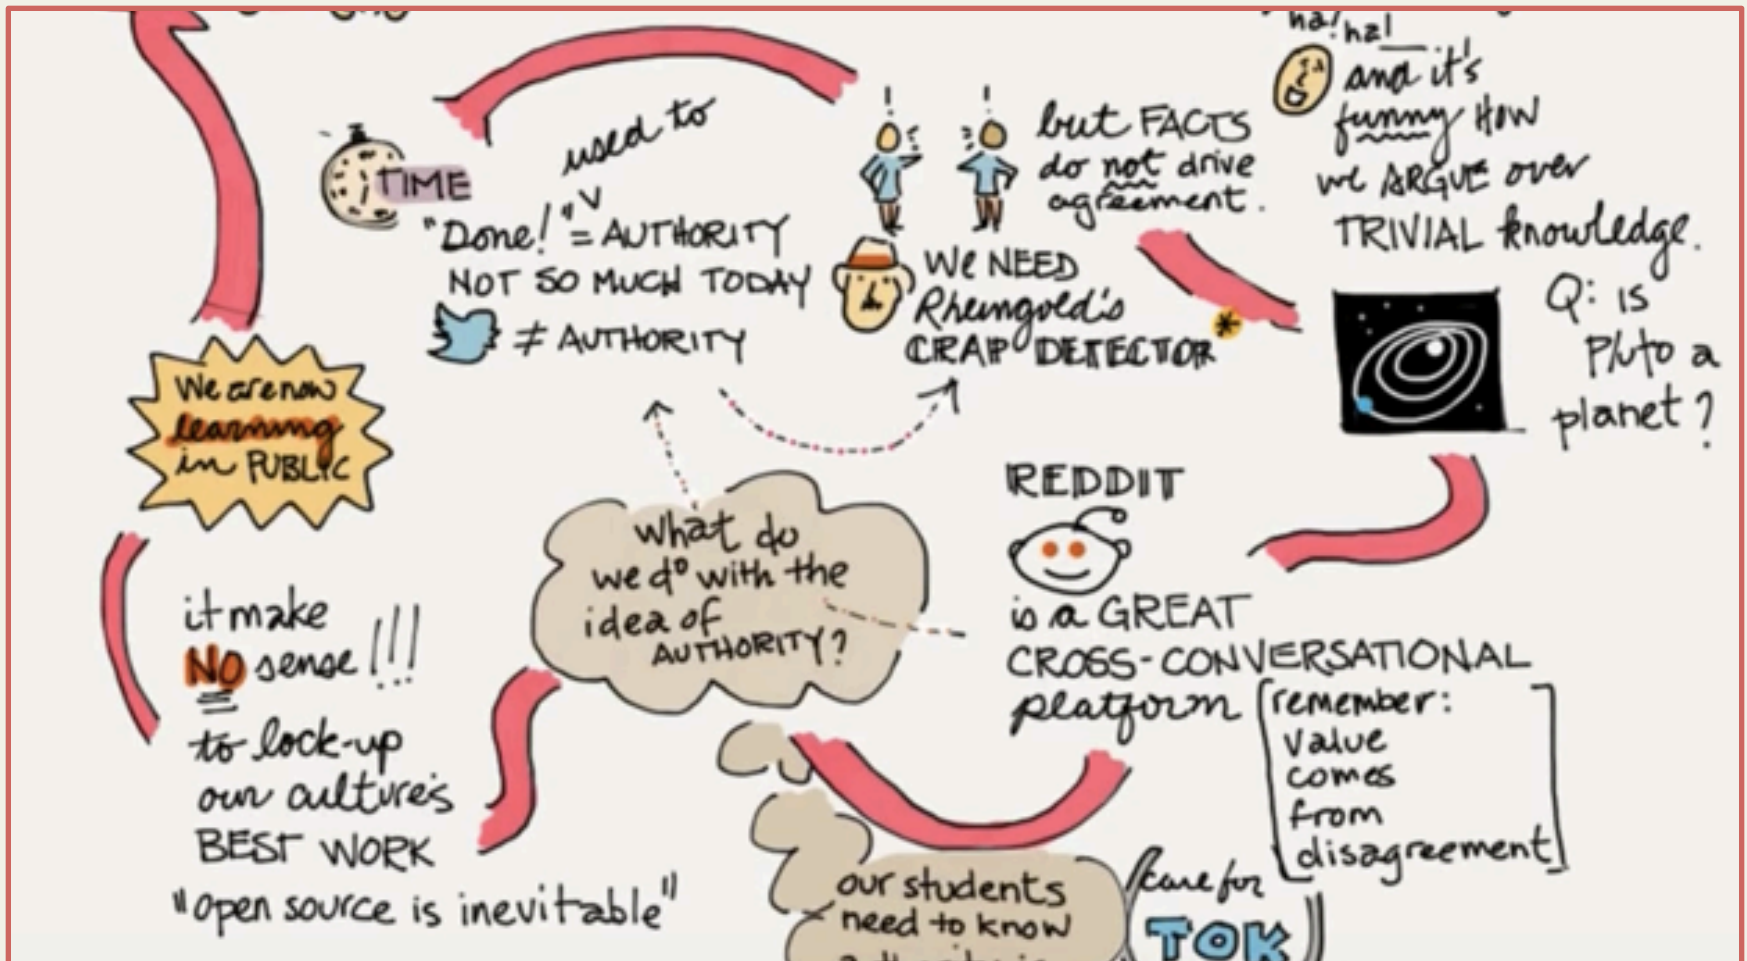 ha! ha!
and it's
funny HOW
we ARGUE over
TRIVIAL knowledge.
Q: is
Pluto a
planet?
but FACTS
do not drive
agreement.
We NEED
Rheingold's
CRAP DETECTOR
TIME
used to
"Done!" = AUTHORITY
NOT SO MUCH TODAY
≠ AUTHORITY
We are now
learning
in PUBLIC
it make
NO sense!!!
to lock-up
our culture's
BEST WORK
"open source is inevitable"
What do
we do with the
idea of
AUTHORITY?
REDDIT
is a GREAT
CROSS-CONVERSATIONAL
platform
[remember:
value
comes
from
disagreement]
our students
need to know
care for
TOK